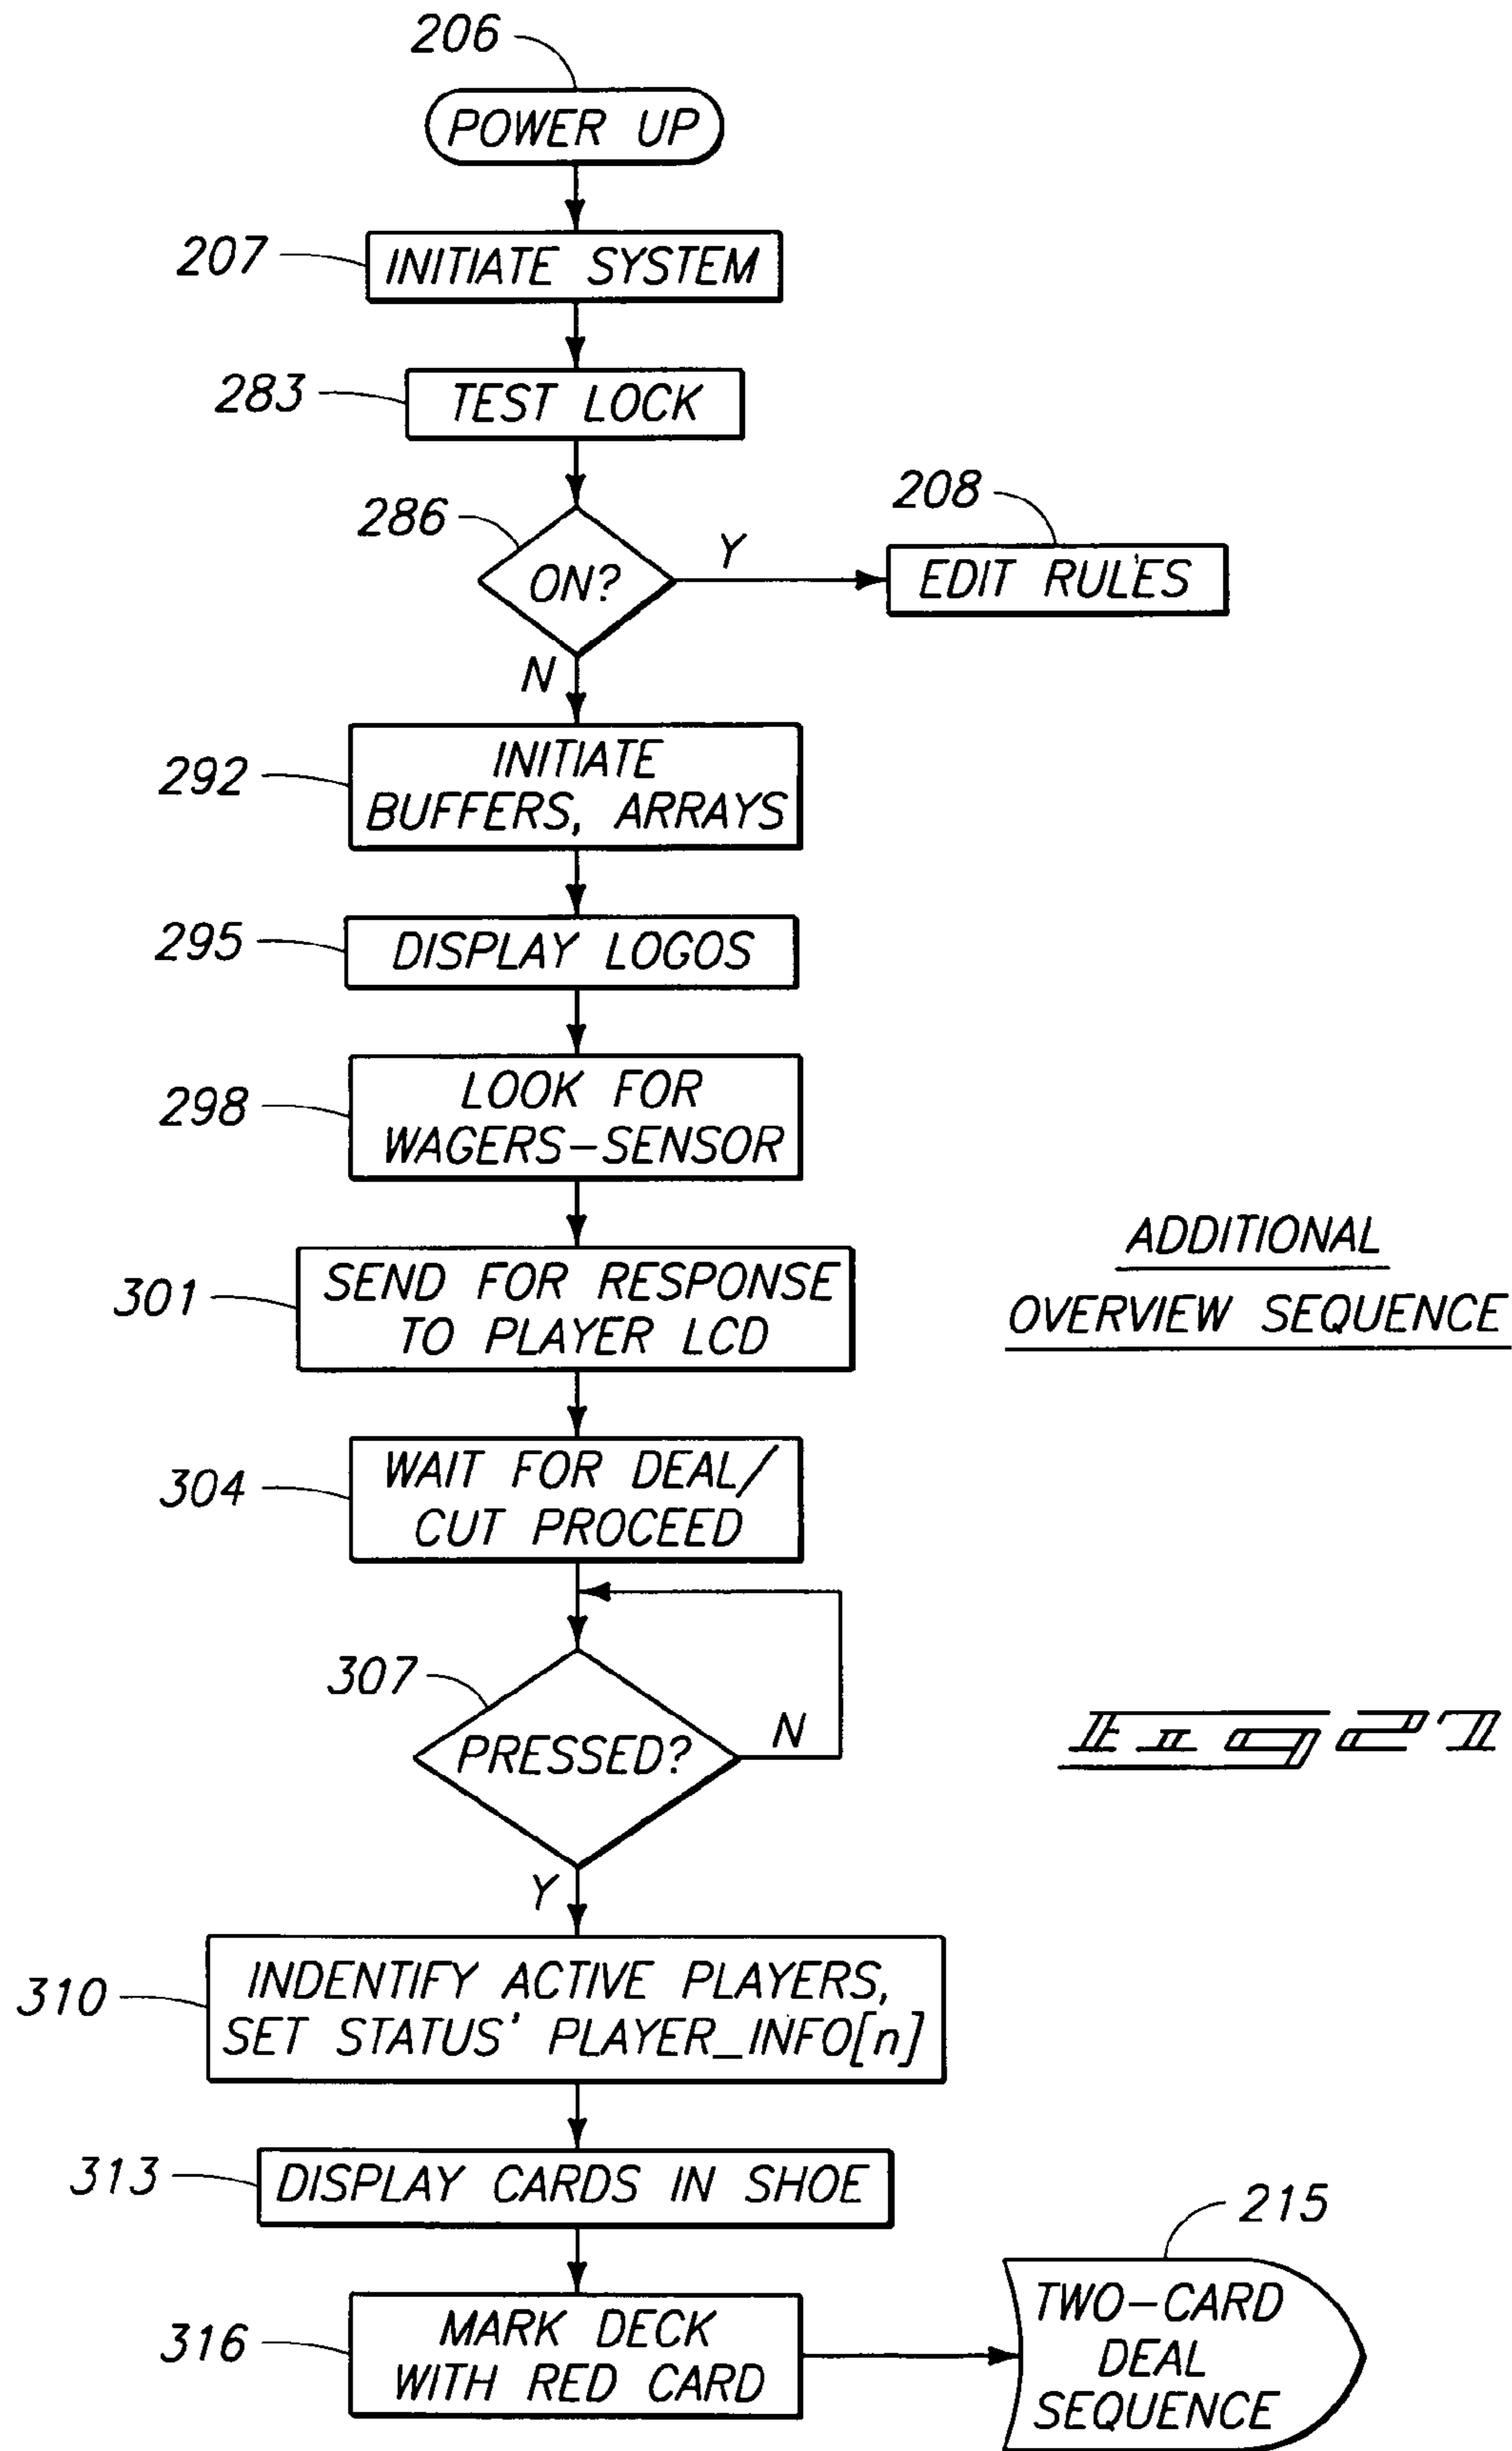 206
POWER UP
207
INITIATE SYSTEM
283
TEST LOCK
286
ON?
Y
208
EDIT RULES
N
292
INITIATE
BUFFERS, ARRAYS
295
DISPLAY LOGOS
298
LOOK FOR
WAGERS-SENSOR
301
SEND FOR RESPONSE
TO PLAYER LCD
ADDITIONAL
OVERVIEW SEQUENCE
304
WAIT FOR DEAL/
CUT PROCEED
307
PRESSED?
N
Fig 27
Y
310
INDENTIFY ACTIVE PLAYERS,
SET STATUS' PLAYER_INFO[n]
313
DISPLAY CARDS IN SHOE
316
MARK DECK
WITH RED CARD
215
TWO-CARD
DEAL
SEQUENCE